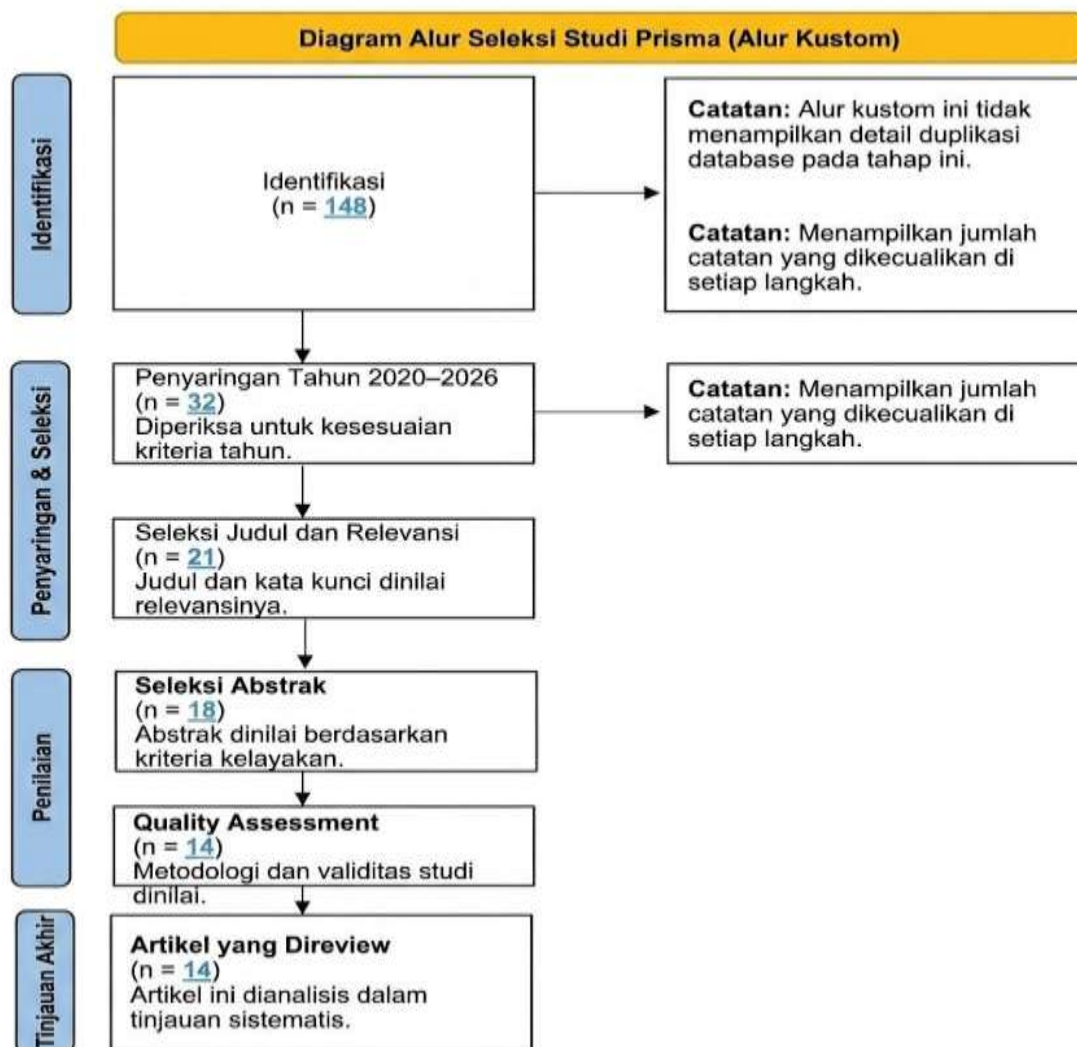 Diagram Alur Seleksi Studi Prisma (Alur Kustom)
Identifikasi
Identifikasi
(n = 148)
Catatan: Alur kustom ini tidak
menampilkan detail duplikasi
database pada tahap ini.
Catatan: Menampilkan jumlah
catatan yang dikecualikan di
setiap langkah.
Penyaringan & Seleksi
Penyaringan Tahun 2020–2026
(n = 32)
Diperiksa untuk kesesuaian
kriteria tahun.
Catatan: Menampilkan jumlah
catatan yang dikecualikan di
setiap langkah.
Seleksi Judul dan Relevansi
(n = 21)
Judul dan kata kunci dinilai
relevansinya.
Penilaian
Seleksi Abstrak
(n = 18)
Abstrak dinilai berdasarkan
kriteria kelayakan.
Quality Assessment
(n = 14)
Metodologi dan validitas studi
dinilai.
Tinjauan Akhir
Artikel yang Direview
(n = 14)
Artikel ini dianalisis dalam
tinjauan sistematis.